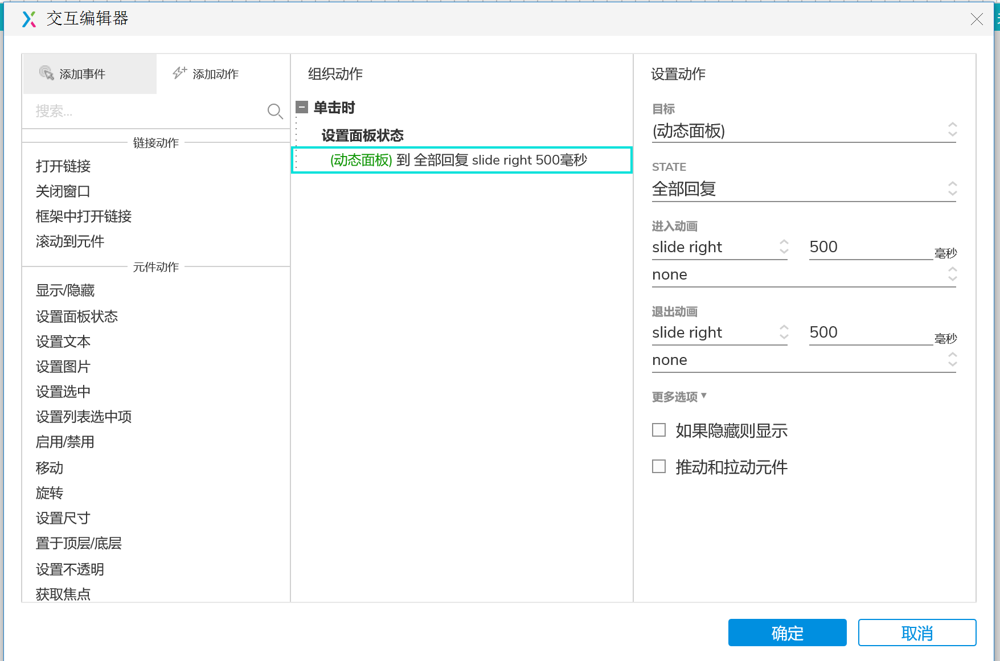 交互编辑器
添加事件
添加动作
搜索...
链接动作
打开链接
关闭窗口
框架中打开链接
滚动到元件
元件动作
显示/隐藏
设置面板状态
设置文本
设置图片
设置选中
设置列表选中项
启用/禁用
移动
旋转
设置尺寸
置于顶层/底层
设置不透明
获取焦点
组织动作
单击时
设置面板状态
(动态面板) 到 全部回复 slide right 500毫秒
设置动作
目标
(动态面板)
STATE
全部回复
进入动画
slide right 500 毫秒
none
退出动画
slide right 500 毫秒
none
更多选项 ▼
如果隐藏则显示
推动和拉动元件
确定
取消